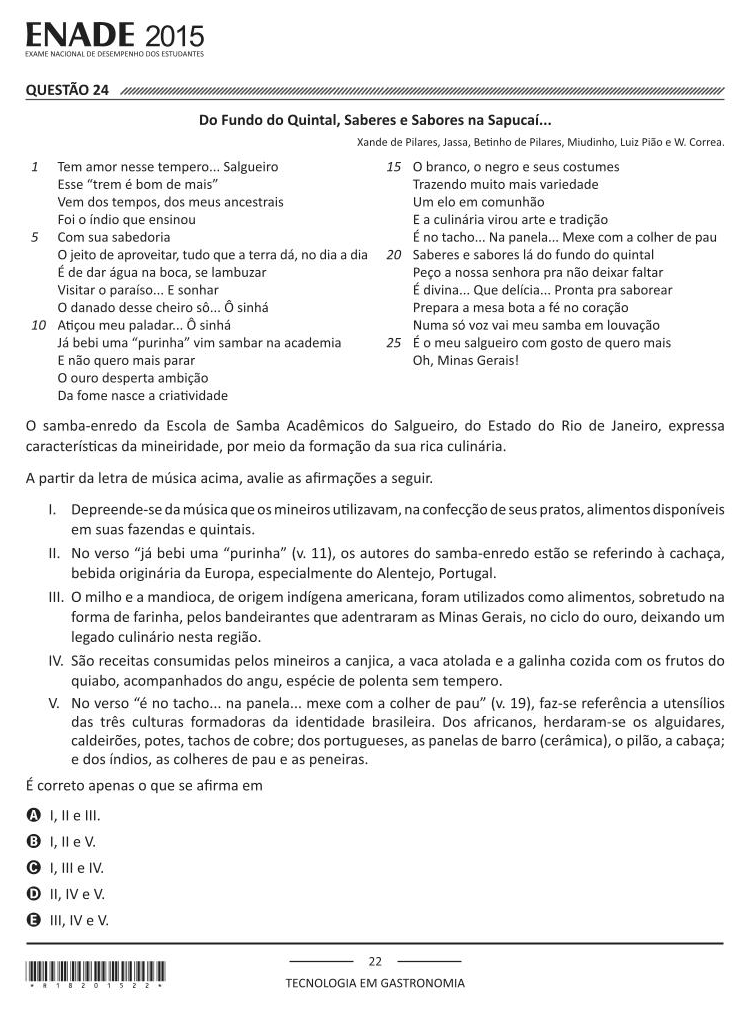 ENADE 2015
EXAME NACIONAL DE DESEMPENHO DOS ESTUDANTES
QUESTÃO 24
Do Fundo do Quintal, Saberes e Sabores na Sapucaí...
Xande de Pilares, Jassa, Betinho de Pilares, Miudinho, Luiz Pião e W. Correa.
1 Tem amor nesse tempero... Salgueiro
Esse “trem é bom de mais”
Vem dos tempos, dos meus ancestrais
Foi o índio que ensinou
5 Com sua sabedoria
O jeito de aproveitar, tudo que a terra dá, no dia a dia
É de dar água na boca, se lambuzar
Visitar o paraíso... E sonhar
O danado desse cheiro sô... Ô sinhá
10 Atiçou meu paladar... Ô sinhá
Já bebi uma “purinha” vim sambar na academia
E não quero mais parar
O ouro desperta ambição
Da fome nasce a criatividade
15 O branco, o negro e seus costumes
Trazendo muito mais variedade
Um elo em comunhão
E a culinária virou arte e tradição
É no tacho... Na panela... Mexe com a colher de pau
20 Saberes e sabores lá do fundo do quintal
Peço a nossa senhora pra não deixar faltar
É divina... Que delícia... Pronta pra saborear
Prepara a mesa bota a fé no coração
Numa só voz vai meu samba em louvação
25 É o meu salgueiro com gosto de quero mais
Oh, Minas Gerais!
O samba-enredo da Escola de Samba Acadêmicos do Salgueiro, do Estado do Rio de Janeiro, expressa
características da mineiridade, por meio da formação da sua rica culinária.
A partir da letra de música acima, avalie as afirmações a seguir.
I. Depreende-se da música que os mineiros utilizavam, na confecção de seus pratos, alimentos disponíveis
em suas fazendas e quintais.
II. No verso “já bebi uma “purinha” (v. 11), os autores do samba-enredo estão se referindo à cachaça,
bebida originária da Europa, especialmente do Alentejo, Portugal.
III. O milho e a mandioca, de origem indígena americana, foram utilizados como alimentos, sobretudo na
forma de farinha, pelos bandeirantes que adentraram as Minas Gerais, no ciclo do ouro, deixando um
legado culinário nesta região.
IV. São receitas consumidas pelos mineiros a canjica, a vaca atolada e a galinha cozida com os frutos do
quiabo, acompanhados do angu, espécie de polenta sem tempero.
V. No verso “é no tacho... na panela... mexe com a colher de pau” (v. 19), faz-se referência a utensílios
das três culturas formadoras da identidade brasileira. Dos africanos, herdaram-se os alguidares,
caldeirões, potes, tachos de cobre; dos portugueses, as panelas de barro (cerâmica), o pilão, a cabaça;
e dos índios, as colheres de pau e as peneiras.
É correto apenas o que se afirma em
A I, II e III.
B I, II e V.
C I, III e IV.
D II, IV e V.
E III, IV e V.
22
TECNOLOGIA EM GASTRONOMIA
*R18201522*